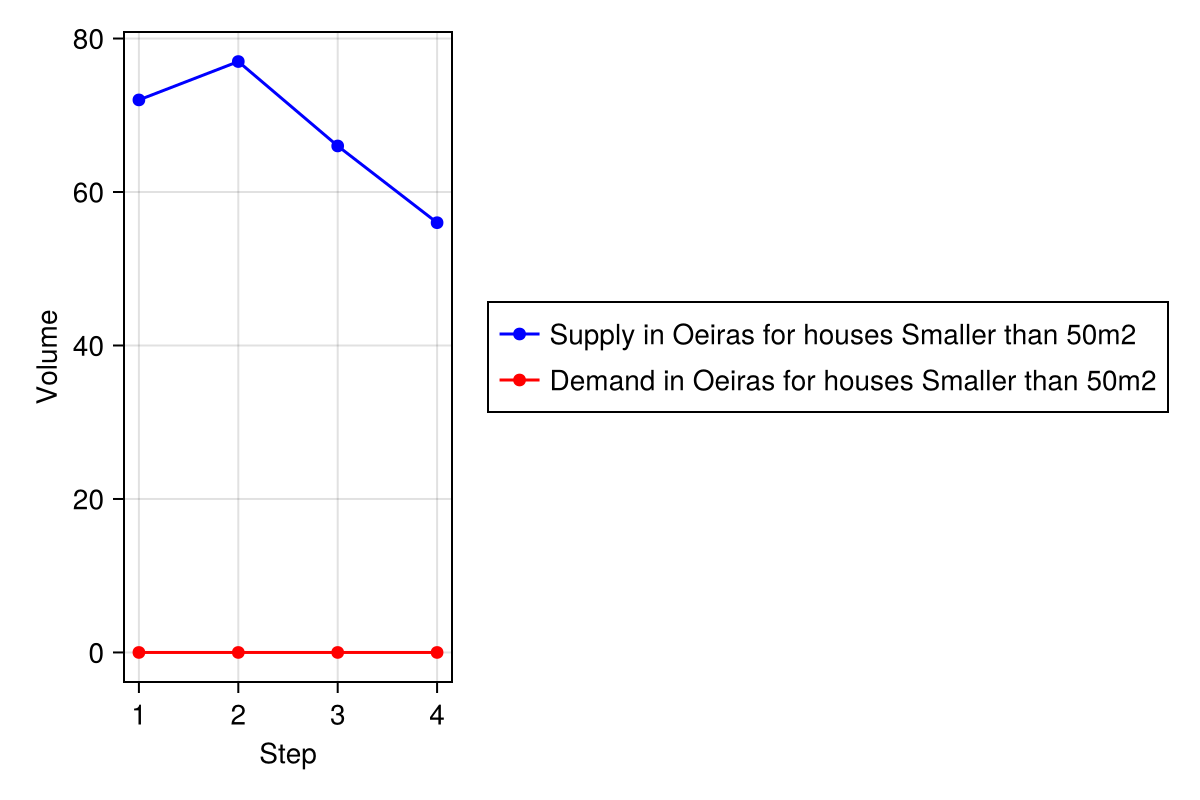 80
60
40
20
0
Volume
1 2 3 4
Step
Supply in Oeiras for houses Smaller than 50m2
Demand in Oeiras for houses Smaller than 50m2